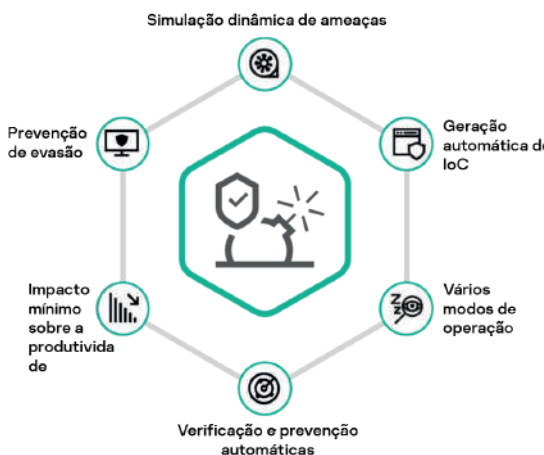 Simulação dinâmica de ameaças
Prevenção
de evasão
Geração
automática de
IoC
Impacto
mínimo
sobre a
produtivida
de
Vários
modos de
operação
Verificação e prevenção
automáticas